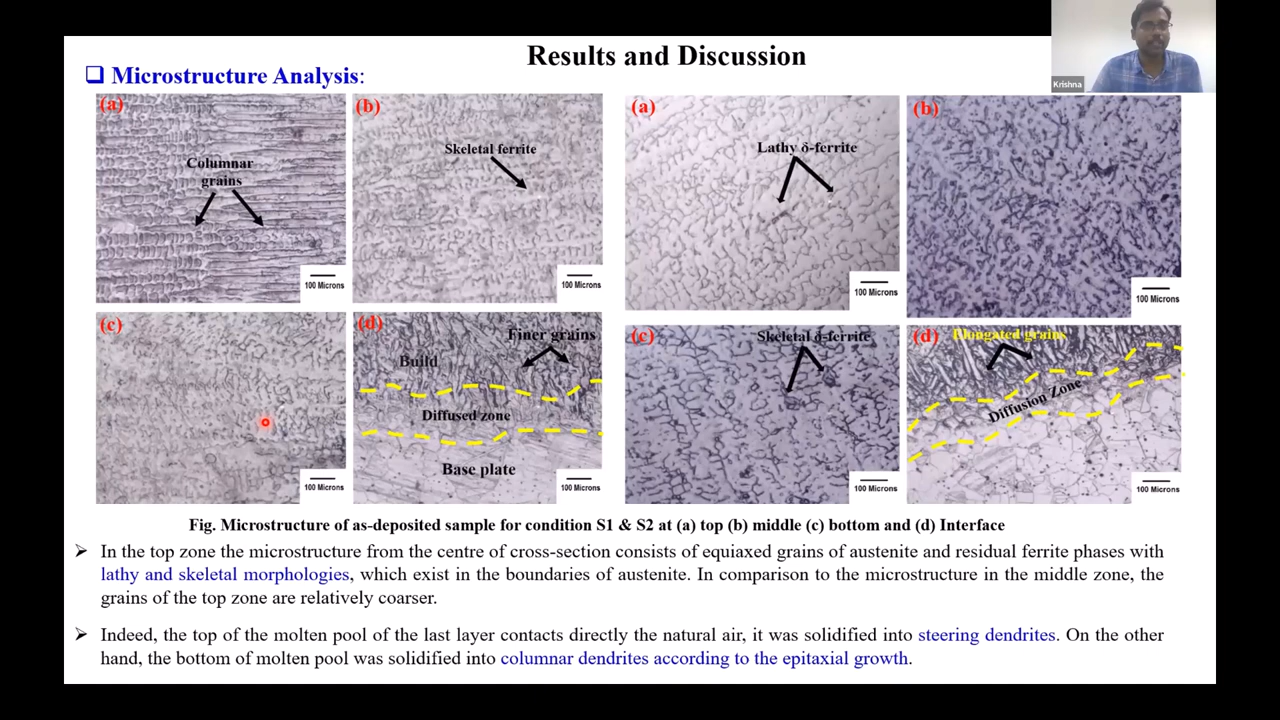 Results and Discussion
Krishna
❑ Microstructure Analysis:
(a)
Columnar
grains
100 Microns
(b)
Skeletal ferrite
100 Microns
(a)
Lathy δ-ferrite
100 Microns
(b)
100 Microns
(c)
100 Microns
(d)
Finer grains
Build
Diffused zone
Base plate
100 Microns
(c)
Skeletal δ-ferrite
100 Microns
(d)
Elongated grains
Diffusion Zone
100 Microns
Fig. Microstructure of as-deposited sample for condition S1 & S2 at (a) top (b) middle (c) bottom and (d) Interface
➢ In the top zone the microstructure from the centre of cross-section consists of equiaxed grains of austenite and residual ferrite phases with
lathy and skeletal morphologies, which exist in the boundaries of austenite. In comparison to the microstructure in the middle zone, the
grains of the top zone are relatively coarser.
➢ Indeed, the top of the molten pool of the last layer contacts directly the natural air, it was solidified into steering dendrites. On the other
hand, the bottom of molten pool was solidified into columnar dendrites according to the epitaxial growth.